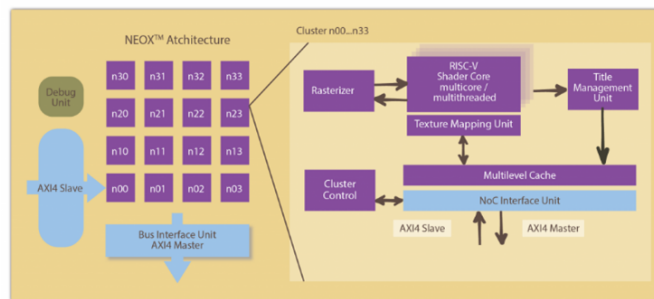 Cluster n00...n33
NEOX™ Atchitecture
n30 n31 n32 n33
n20 n21 n22 n23
n10 n11 n12 n13
n00 n01 n02 n03
Debug
Unit
AXI4 Slave
Bus Interface Unit
AXI4 Master
Rasterizer
RISC-V
Shader Core
multicore /
multithreaded
Title
Management
Unit
Texture Mapping Unit
Cluster
Control
Multilevel Cache
NoC Interface Unit
AXI4 Slave
AXI4 Master